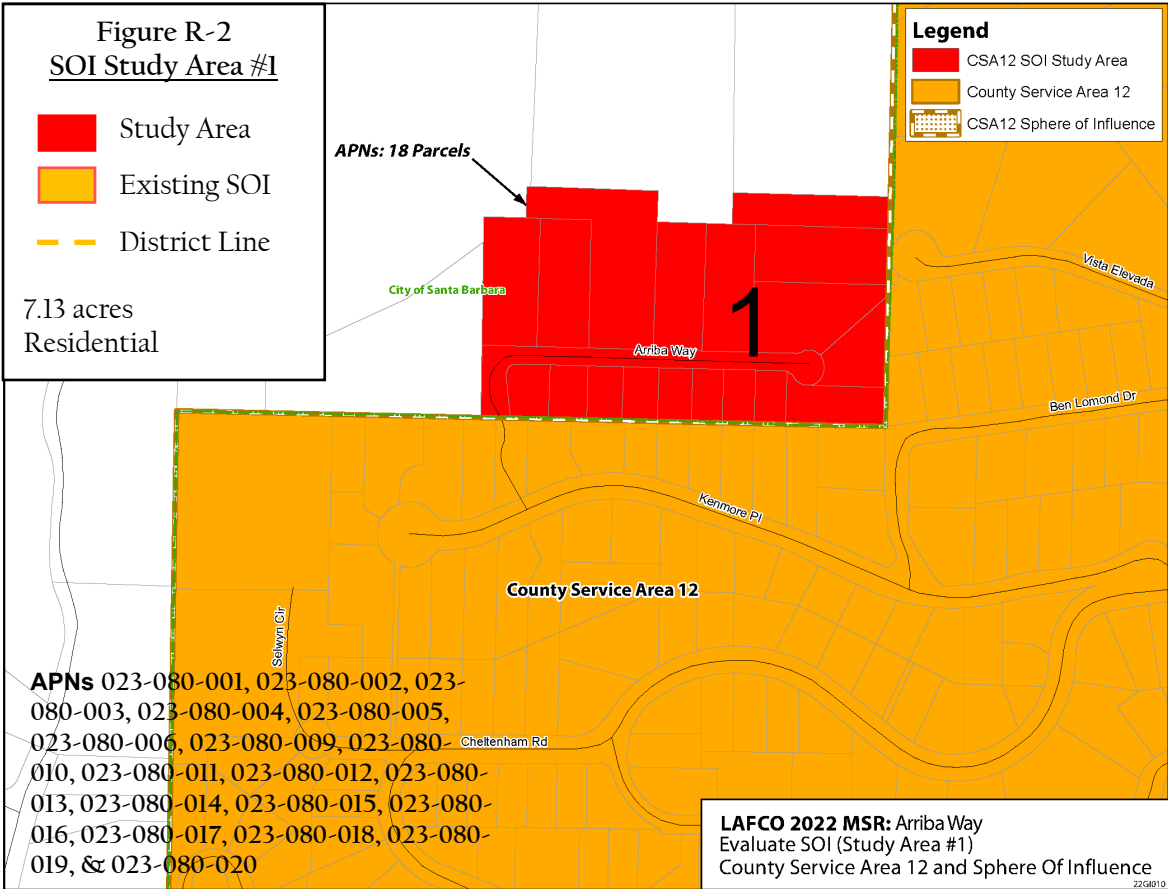 Figure R-2
SOI Study Area #1
Study Area
Existing SOI
District Line
7.13 acres
Residential
Legend
CSA12 SOI Study Area
County Service Area 12
CSA12 Sphere of Influence
APNs: 18 Parcels
City of Santa Barbara
1
Arriba Way
Vista Elevada
Ben Lomond Dr
Kenmore Pl
County Service Area 12
Selwyn Cir
Cheltenham Rd
APNs 023-080-001, 023-080-002, 023-
080-003, 023-080-004, 023-080-005,
023-080-006, 023-080-009, 023-080-
010, 023-080-011, 023-080-012, 023-080-
013, 023-080-014, 023-080-015, 023-080-
016, 023-080-017, 023-080-018, 023-080-
019, & 023-080-020
LAFCO 2022 MSR: Arriba Way
Evaluate SOI (Study Area #1)
County Service Area 12 and Sphere Of Influence
22GI010